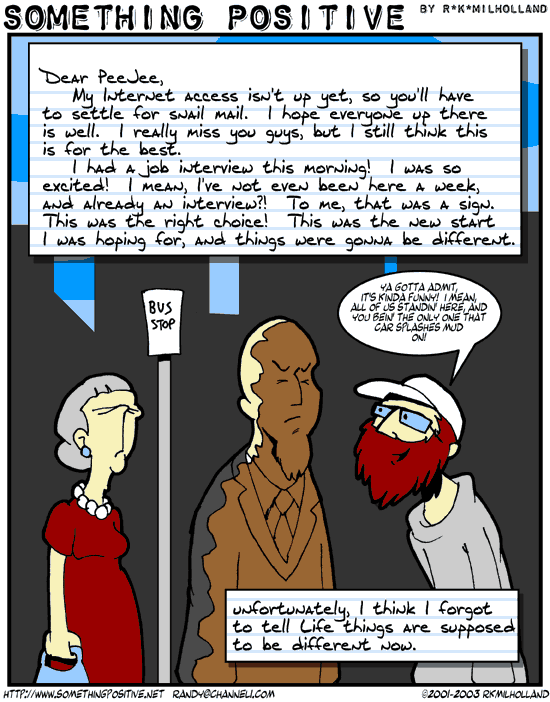 SOMETHING POSITIVE BY R*K*MILHOLLAND
Dear PeeJee,
My Internet access isn't up yet, so you'll have
to settle for snail mail. I hope everyone up there
is well. I really miss you guys, but I still think this
is for the best.
I had a job interview this morning! I was so
excited! I mean, I've not even been here a week,
and already an interview?! To me, that was a sign.
This was the right choice! This was the new start
I was hoping for, and things were gonna be different.
BUS
STOP
YA GOTTA ADMIT,
IT'S KINDA FUNNY! I MEAN,
ALL OF US STANDIN' HERE, AND
YOU BEIN' THE ONLY ONE THAT
CAR SPLASHES MUD
ON!
unfortunately, I think I forgot
to tell Life things are supposed
to be different now.
HTTP://WWW.SOMETHINGPOSITIVE.NET RANDY@CHANNEL1.COM ©2001-2003 RKMILHOLLAND